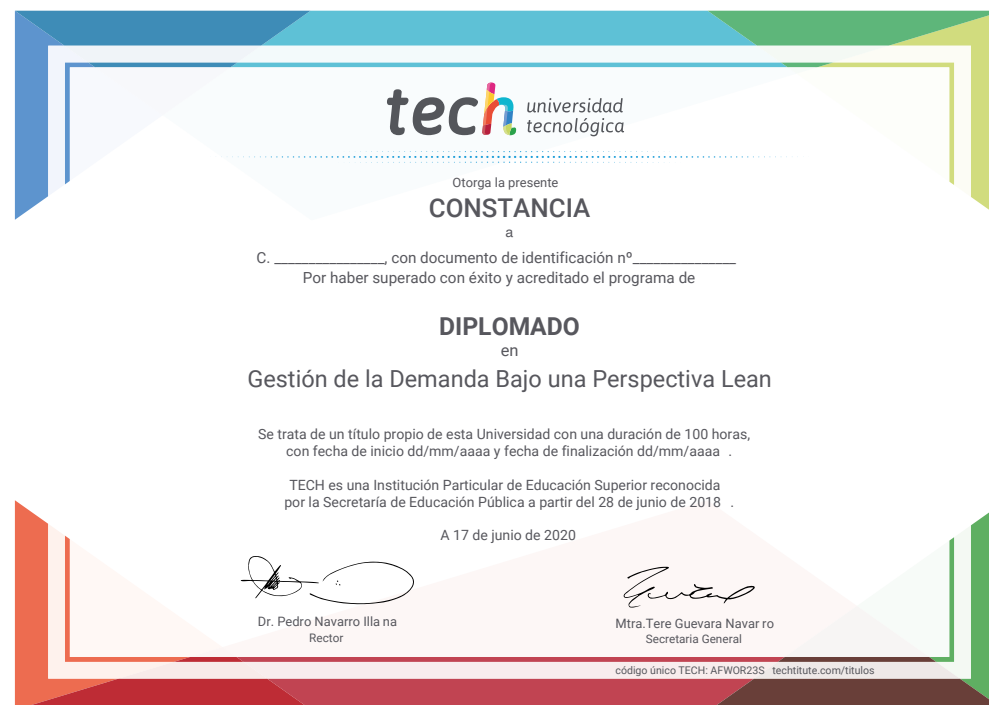 tech universidad
tecnológica
Otorga la presente
CONSTANCIA
a
C. ________________, con documento de identificación nº_______________
Por haber superado con éxito y acreditado el programa de
DIPLOMADO
en
Gestión de la Demanda Bajo una Perspectiva Lean
Se trata de un título propio de esta Universidad con una duración de 100 horas,
con fecha de inicio dd/mm/aaaa y fecha de finalización dd/mm/aaaa .
TECH es una Institución Particular de Educación Superior reconocida
por la Secretaría de Educación Pública a partir del 28 de junio de 2018 .
A 17 de junio de 2020
Dr. Pedro Navarro Illa na
Rector
Mtra.Tere Guevara Navar ro
Secretaria General
código único TECH: AFWOR23S techtitute.com/titulos